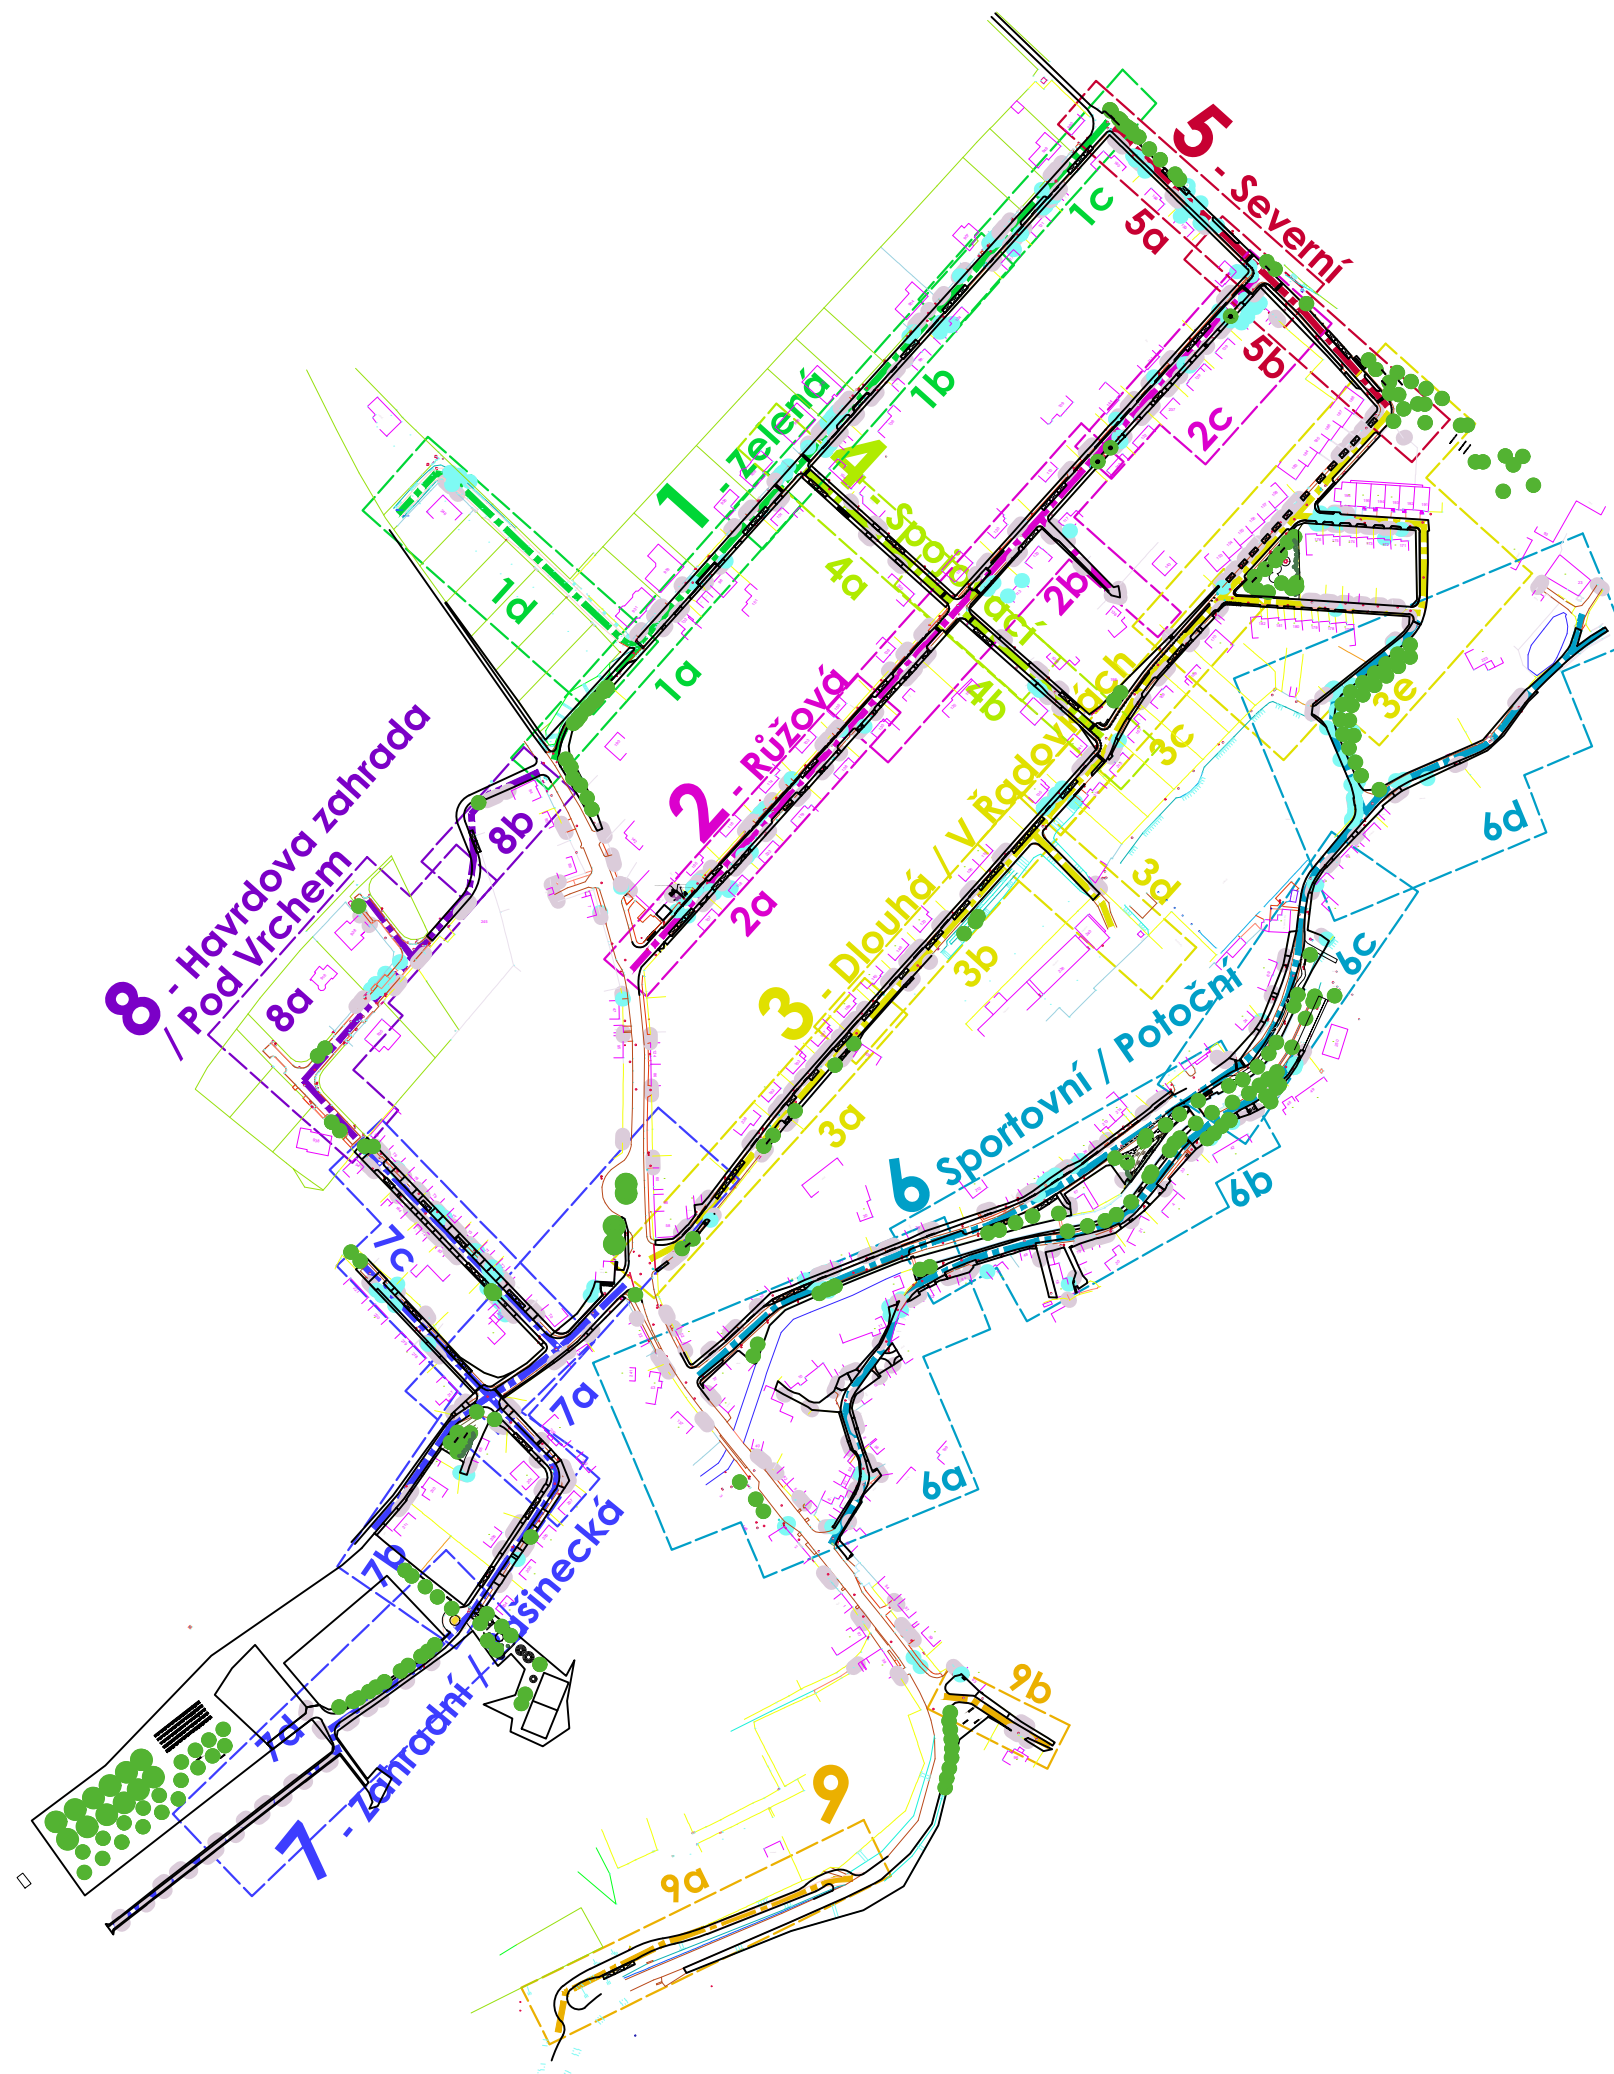 5 - Severní
1c
5a
5b
1b
2c
1 - Zelená
4 - Spojovací
4a
2b
1d
1a
4b
3c
3e
2 - Růžová
8 - Havrdova zahrada
/ Pod Vrchem
8b
6d
3d
2a
3 - Dlouhá / V Řadovkách
3b
8a
6c
3a
6 Sportovní / Potoční
6b
7c
7a
6a
7b
9b
7d
7 - Zahradní /
9
9a